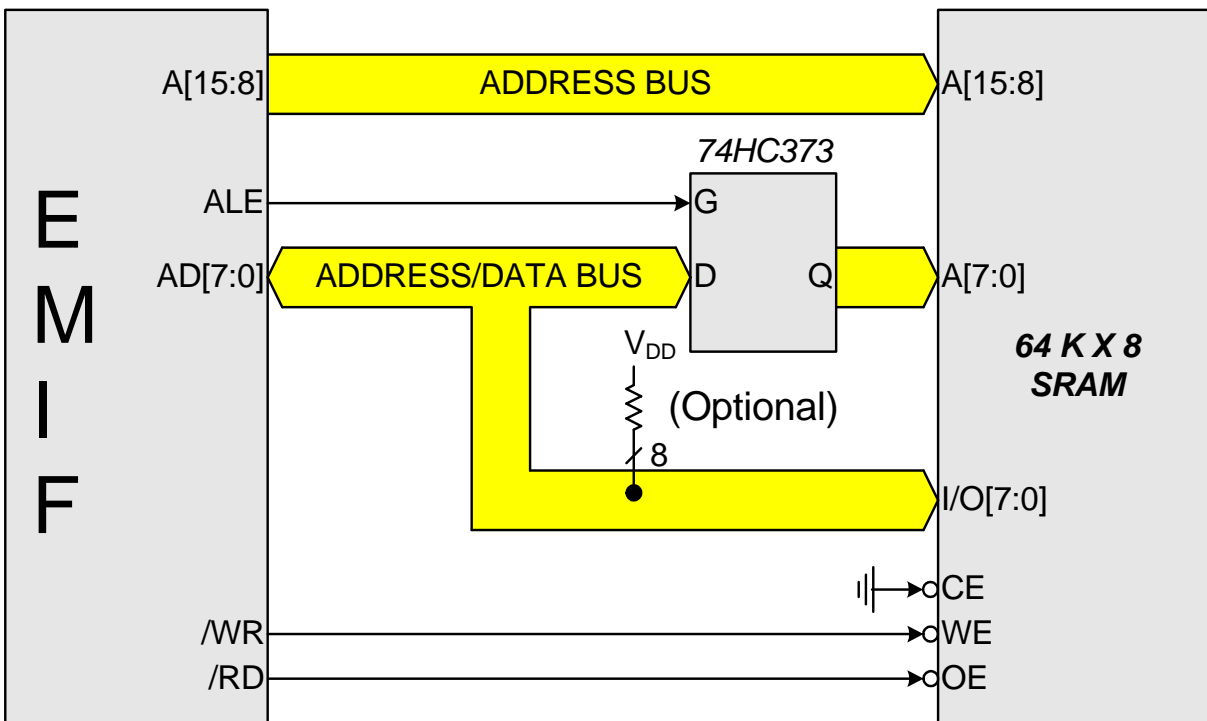 A[15:8] ADDRESS BUS A[15:8]
74HC373
ALE G
AD[7:0] ADDRESS/DATA BUS D Q A[7:0]
E
M
I
F
VDD
(Optional)
8
64 K X 8
SRAM
I/O[7:0]
CE
/WR WE
/RD OE